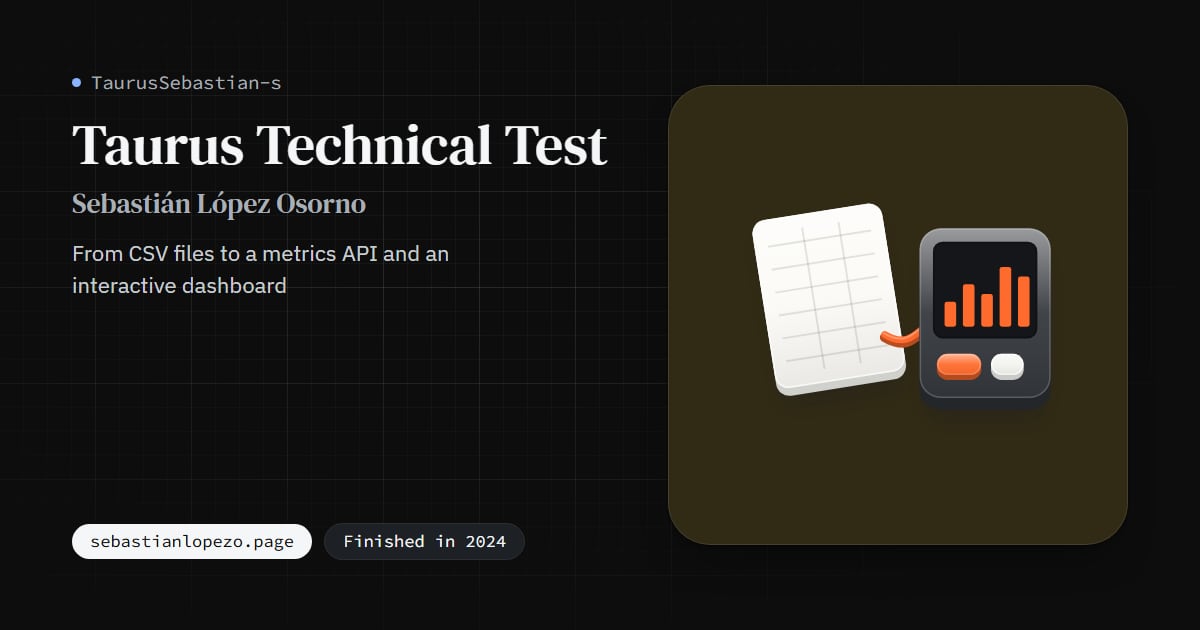 TaurusSebastian-s
Taurus Technical Test
Sebastián López Osorno
From CSV files to a metrics API and an
interactive dashboard
sebastianlopezo.page
Finished in 2024